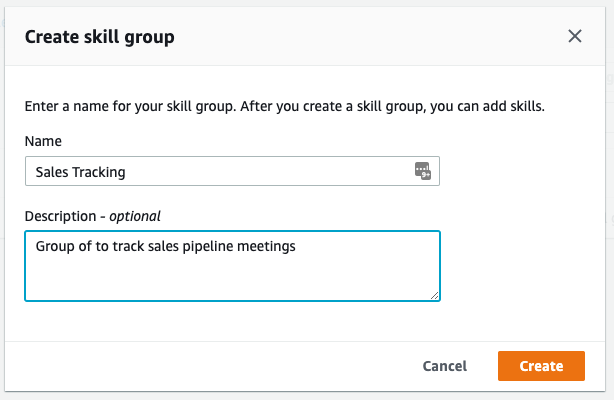 Create skill group
Enter a name for your skill group. After you create a skill group, you can add skills.
Name
Sales Tracking
9+
Description - optional
Group of to track sales pipeline meetings
Cancel
Create